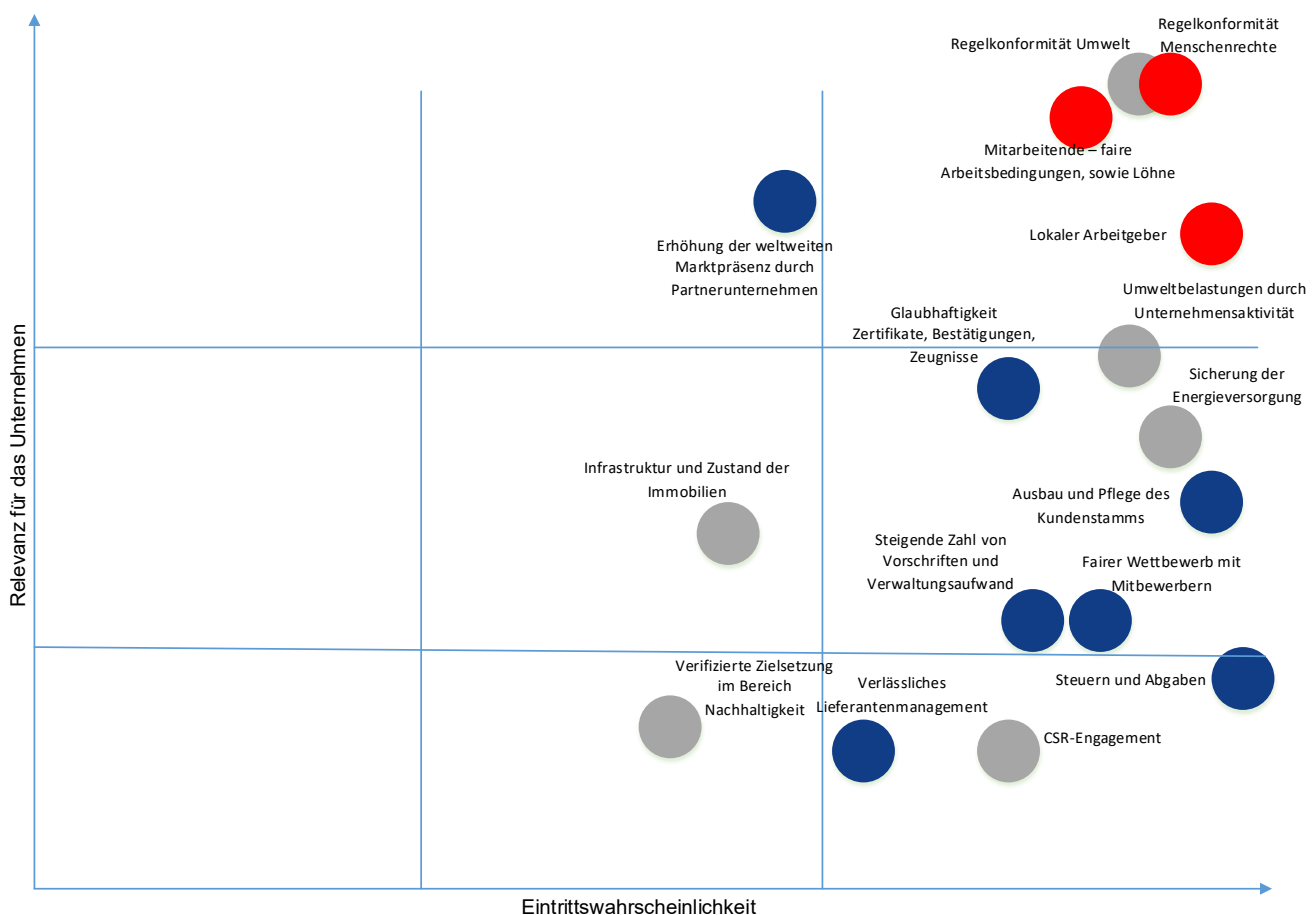 Regelkonformität
Menschenrechte
Regelkonformität Umwelt
Mitarbeitende – faire
Arbeitsbedingungen, sowie Löhne
Erhöhung der weltweiten
Marktpräsenz durch
Partnerunternehmen
Lokaler Arbeitgeber
Umweltbelastungen durch
Unternehmensaktivität
Glaubhaftigkeit
Zertifikate, Bestätigungen,
Zeugnisse
Sicherung der
Energieversorgung
Infrastruktur und Zustand der
Immobilien
Ausbau und Pflege des
Kundenstamms
Steigende Zahl von
Vorschriften und
Verwaltungsaufwand
Fairer Wettbewerb mit
Mitbewerbern
Verifizierte Zielsetzung
im Bereich
Nachhaltigkeit
Verlässliches
Lieferantenmanagement
Steuern und Abgaben
CSR-Engagement
Relevanz für das Unternehmen
Eintrittswahrscheinlichkeit